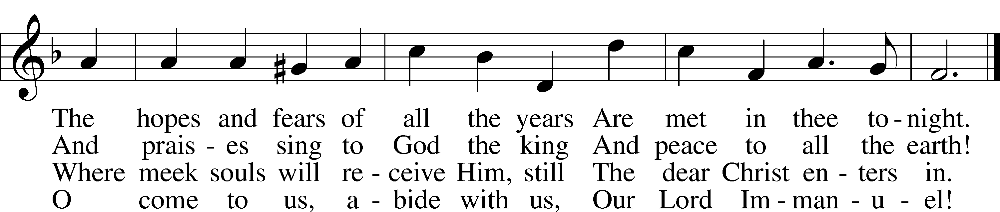 The hopes and fears of all the years Are met in thee to - night.
And prais - es sing to God the king And peace to all the earth!
Where meek souls will re - ceive Him, still The dear Christ en - ters in.
O come to us, a - bide with us, Our Lord Im - man - u - el!